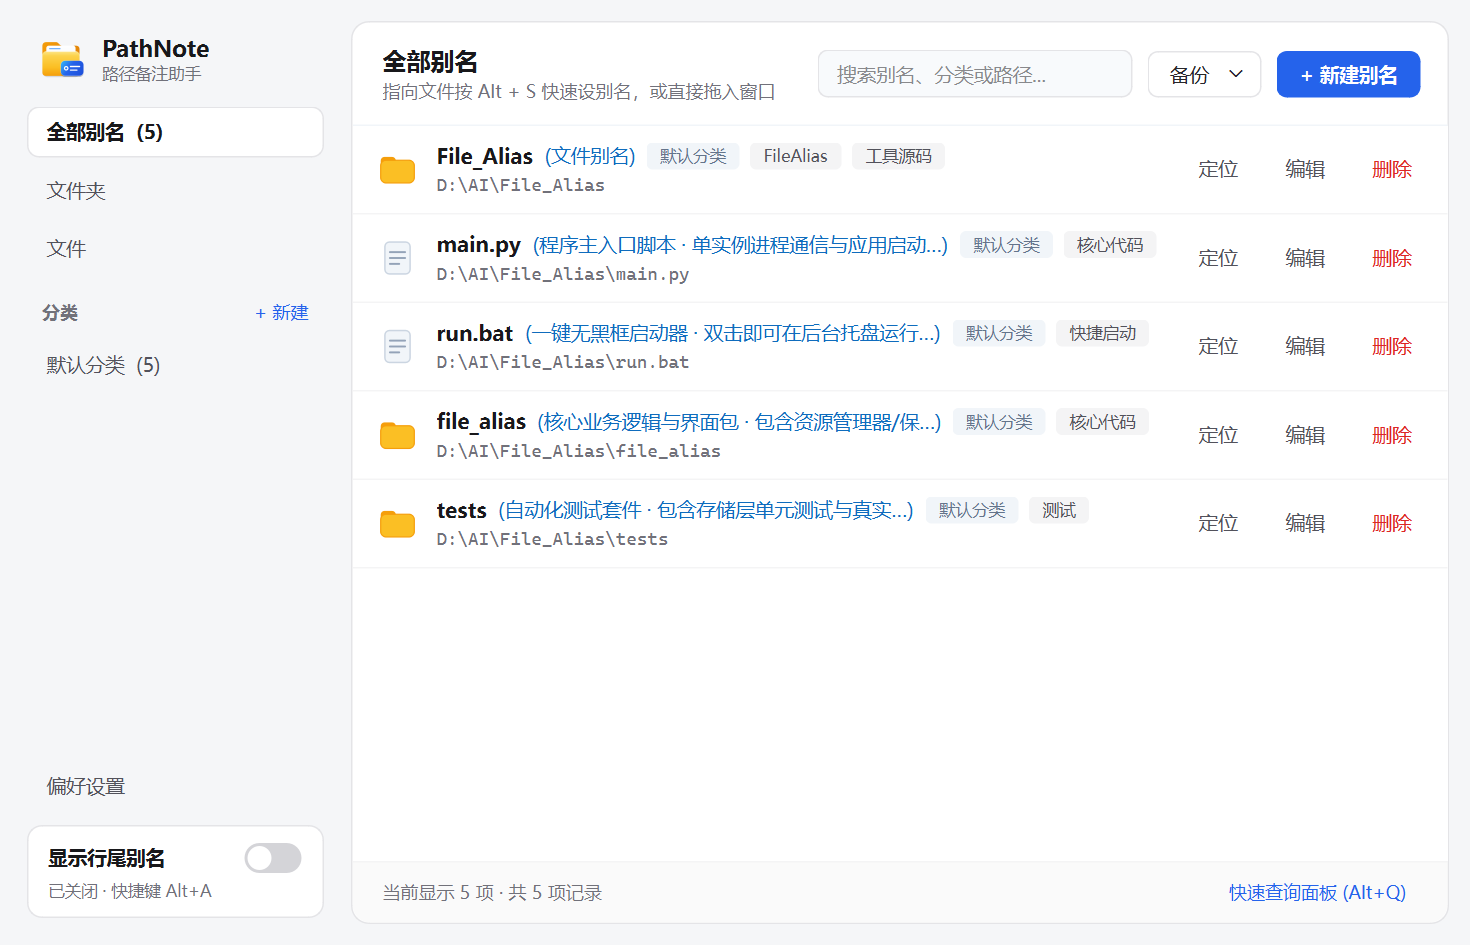 PathNote
路径备注助手
全部别名 (5)
文件夹
文件
分类 + 新建
默认分类 (5)
偏好设置
显示行尾别名
已关闭 · 快捷键 Alt+A
全部别名
指向文件按 Alt + S 快速设别名，或直接拖入窗口
搜索别名、分类或路径...
备份
+ 新建别名
File_Alias (文件别名) 默认分类 FileAlias 工具源码
D:\AI\File_Alias
定位 编辑 删除
main.py (程序主入口脚本 · 单实例进程通信与应用启动...) 默认分类 核心代码
D:\AI\File_Alias\main.py
定位 编辑 删除
run.bat (一键无黑框启动器 · 双击即可在后台托盘运行...) 默认分类 快捷启动
D:\AI\File_Alias\run.bat
定位 编辑 删除
file_alias (核心业务逻辑与界面包 · 包含资源管理器/保...) 默认分类 核心代码
D:\AI\File_Alias\file_alias
定位 编辑 删除
tests (自动化测试套件 · 包含存储层单元测试与真实...) 默认分类 测试
D:\AI\File_Alias\tests
定位 编辑 删除
当前显示 5 项 · 共 5 项记录
快速查询面板 (Alt+Q)